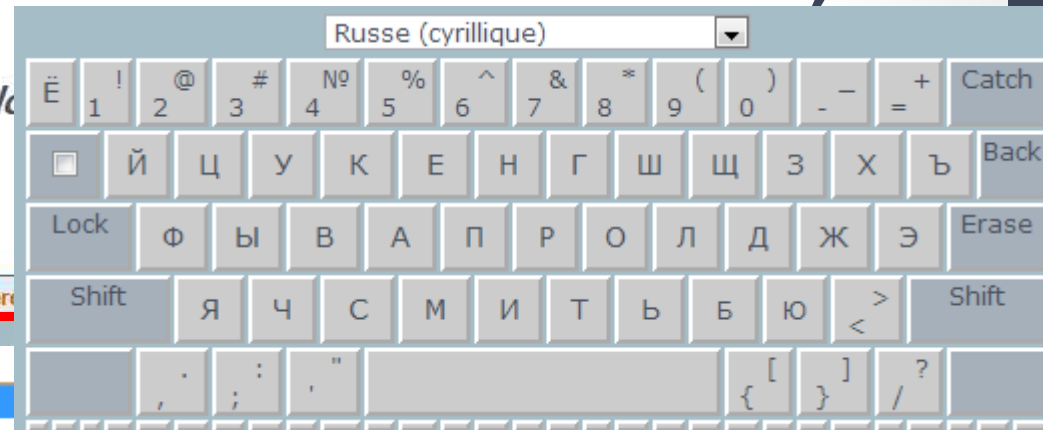 Russe (cyrillique)
Ё ! 1 @ 2 # 3 № 4 % 5 ^ 6 & 7 * 8 ( 9 ) 0 _ - + = Catch
Й Ц У К Е Н Г Ш Щ З Х Ъ Back
Lock Ф Ы В А П Р О Л Д Ж Э Erase
Shift Я Ч С М И Т Ь Б Ю > < Shift
. , : ; " ' [ { ] } ? /